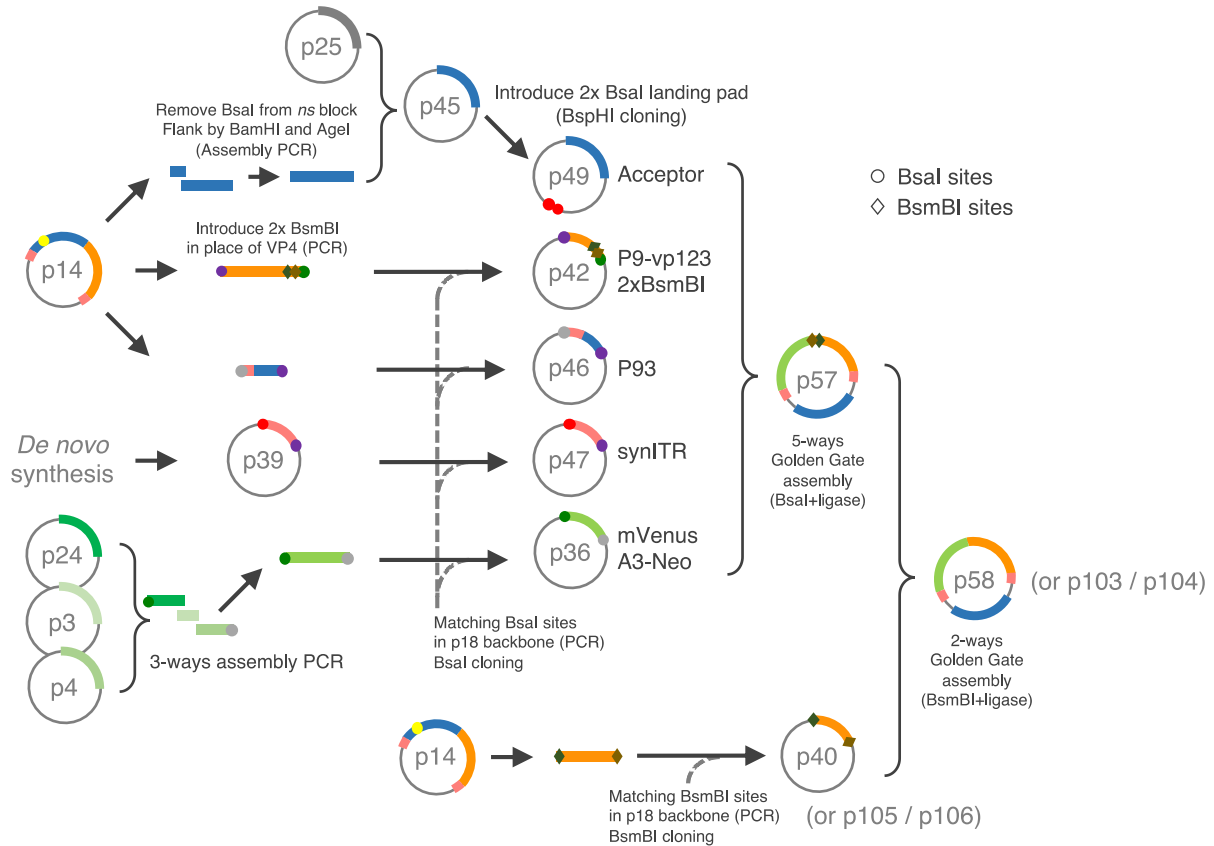 p25
Remove BsaI from ns block
Flank by BamHI and AgeI
(Assembly PCR)
p45
Introduce 2x BsaI landing pad
(BspHI cloning)
p49
Acceptor
BsaI sites
BsmBI sites
p14
Introduce 2x BsmBI
in place of VP4 (PCR)
p42
P9-vp123
2xBsmBI
p46
P93
p57
5-ways
Golden Gate
assembly
(BsaI+ligase)
De novo
synthesis
p39
p47
synITR
p24
p3
p4
3-ways assembly PCR
p36
mVenus
A3-Neo
Matching BsaI sites
in p18 backbone (PCR)
BsaI cloning
p58
(or p103 / p104)
2-ways
Golden Gate
assembly
(BsmBI+ligase)
p14
Matching BsmBI sites
in p18 backbone (PCR)
BsmBI cloning
p40
(or p105 / p106)